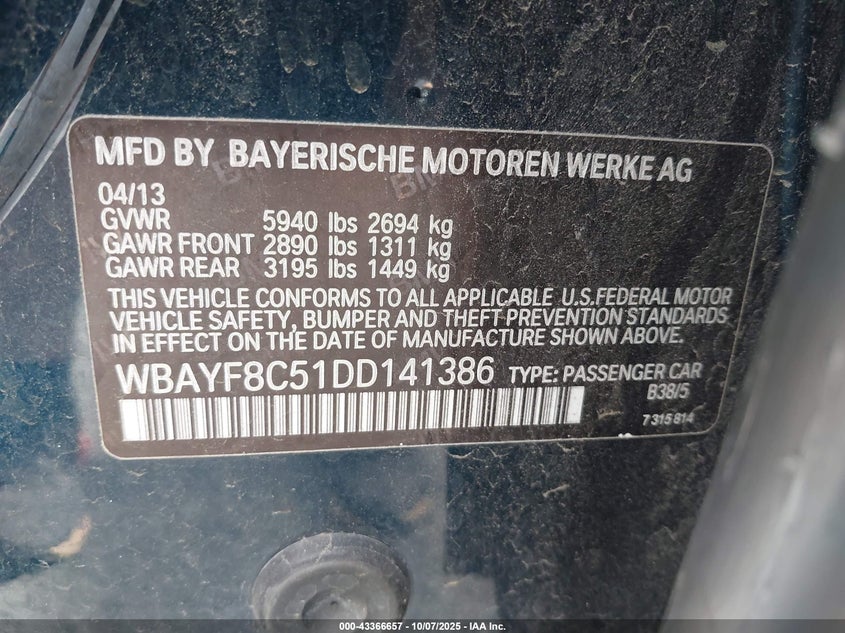 MFD BY BAYERISCHE MOTOREN WERKE AG
04/13
GVWR 5940 lbs 2694 kg
GAWR FRONT 2890 lbs 1311 kg
GAWR REAR 3195 lbs 1449 kg
THIS VEHICLE CONFORMS TO ALL APPLICABLE U.S.FEDERAL MOTOR
VEHICLE SAFETY, BUMPER AND THEFT PREVENTION STANDARDS
IN EFFECT ON THE DATE OF MANUFACTURE SHOWN ABOVE.
WBAYF8C51DD141386 TYPE: PASSENGER CAR
B38/5
7 315 814
000-43366657 - 10/07/2025 - IAA Inc.